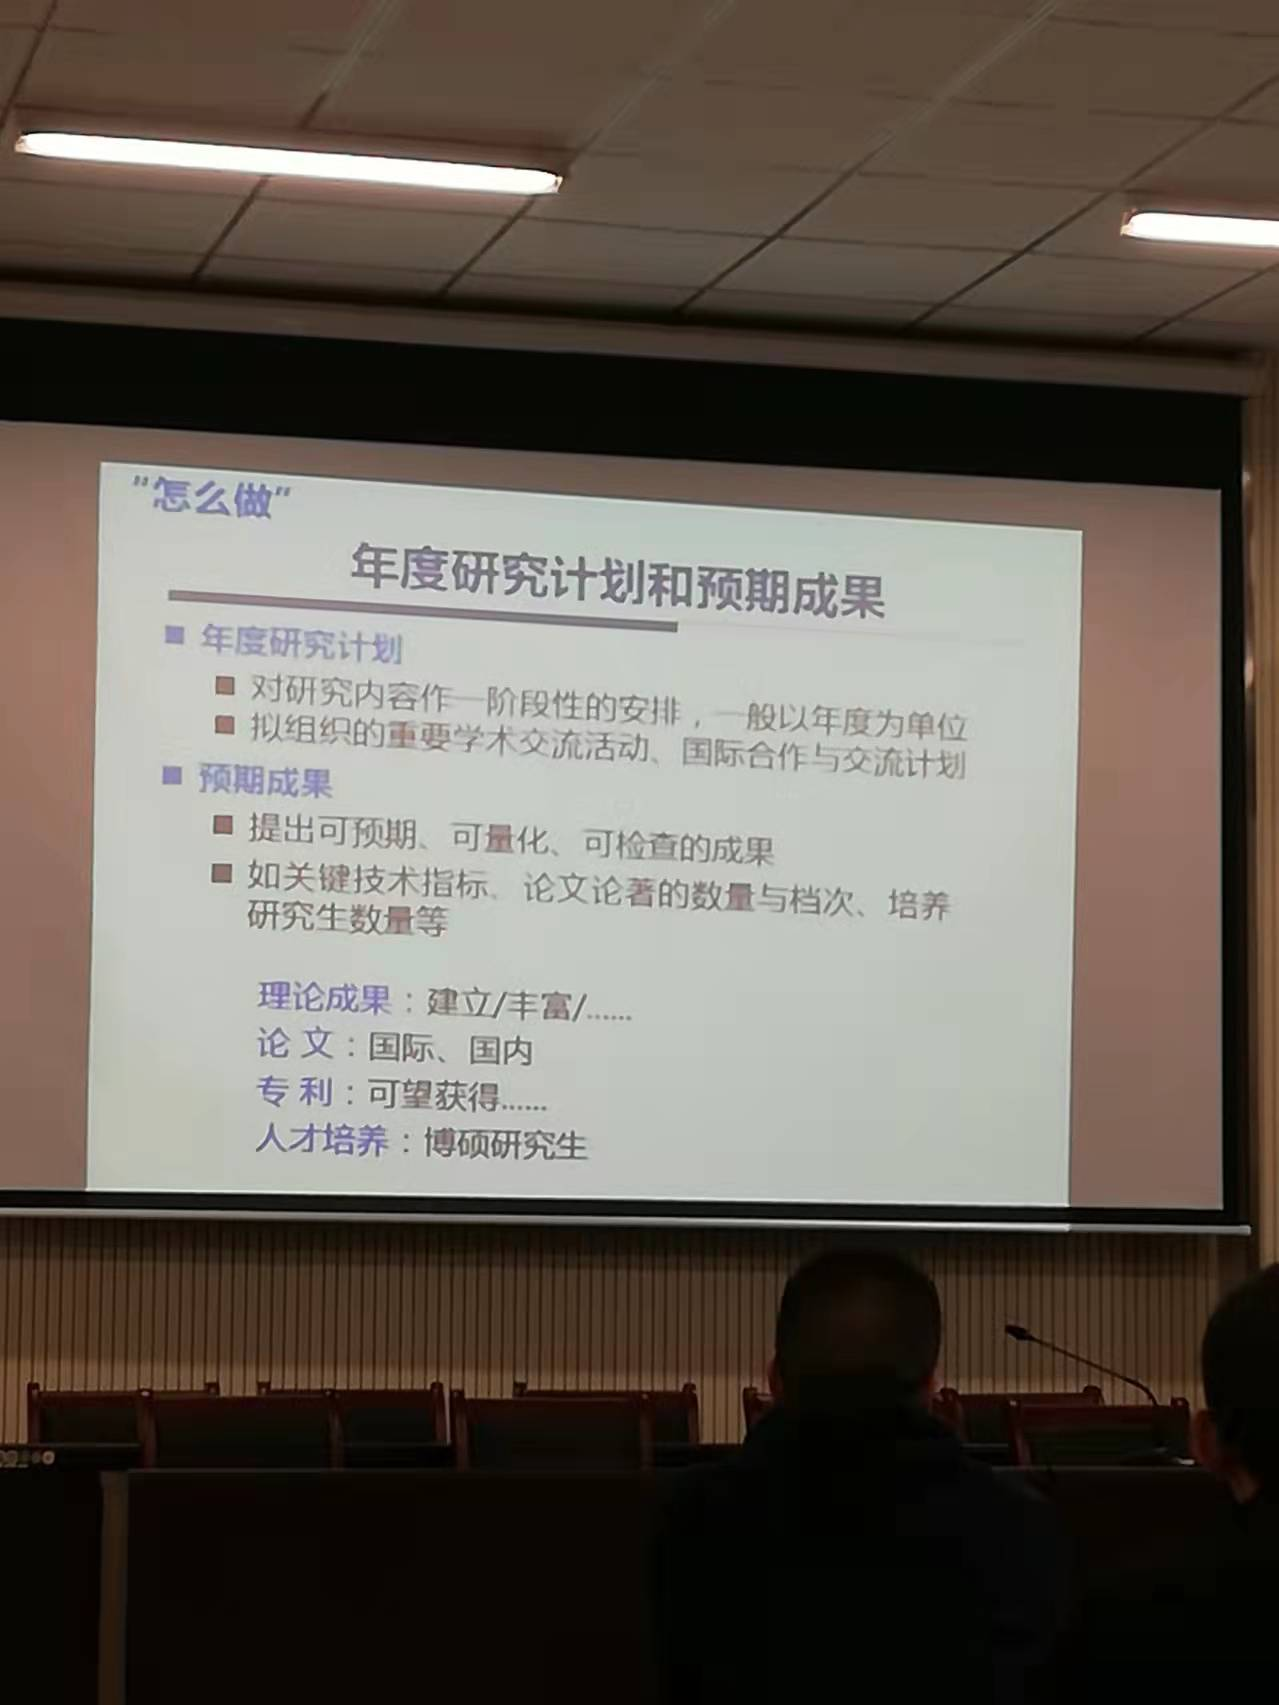 “怎么做”
年度研究计划和预期成果
年度研究计划
对研究内容作一阶段性的安排，一般以年度为单位
拟组织的重要学术交流活动、国际合作与交流计划
预期成果
提出可预期、可量化、可检查的成果
如关键技术指标、论文论著的数量与档次、培养
研究生数量等
理论成果：建立/丰富/……
论 文：国际、国内
专 利：可望获得……
人才培养：博硕研究生